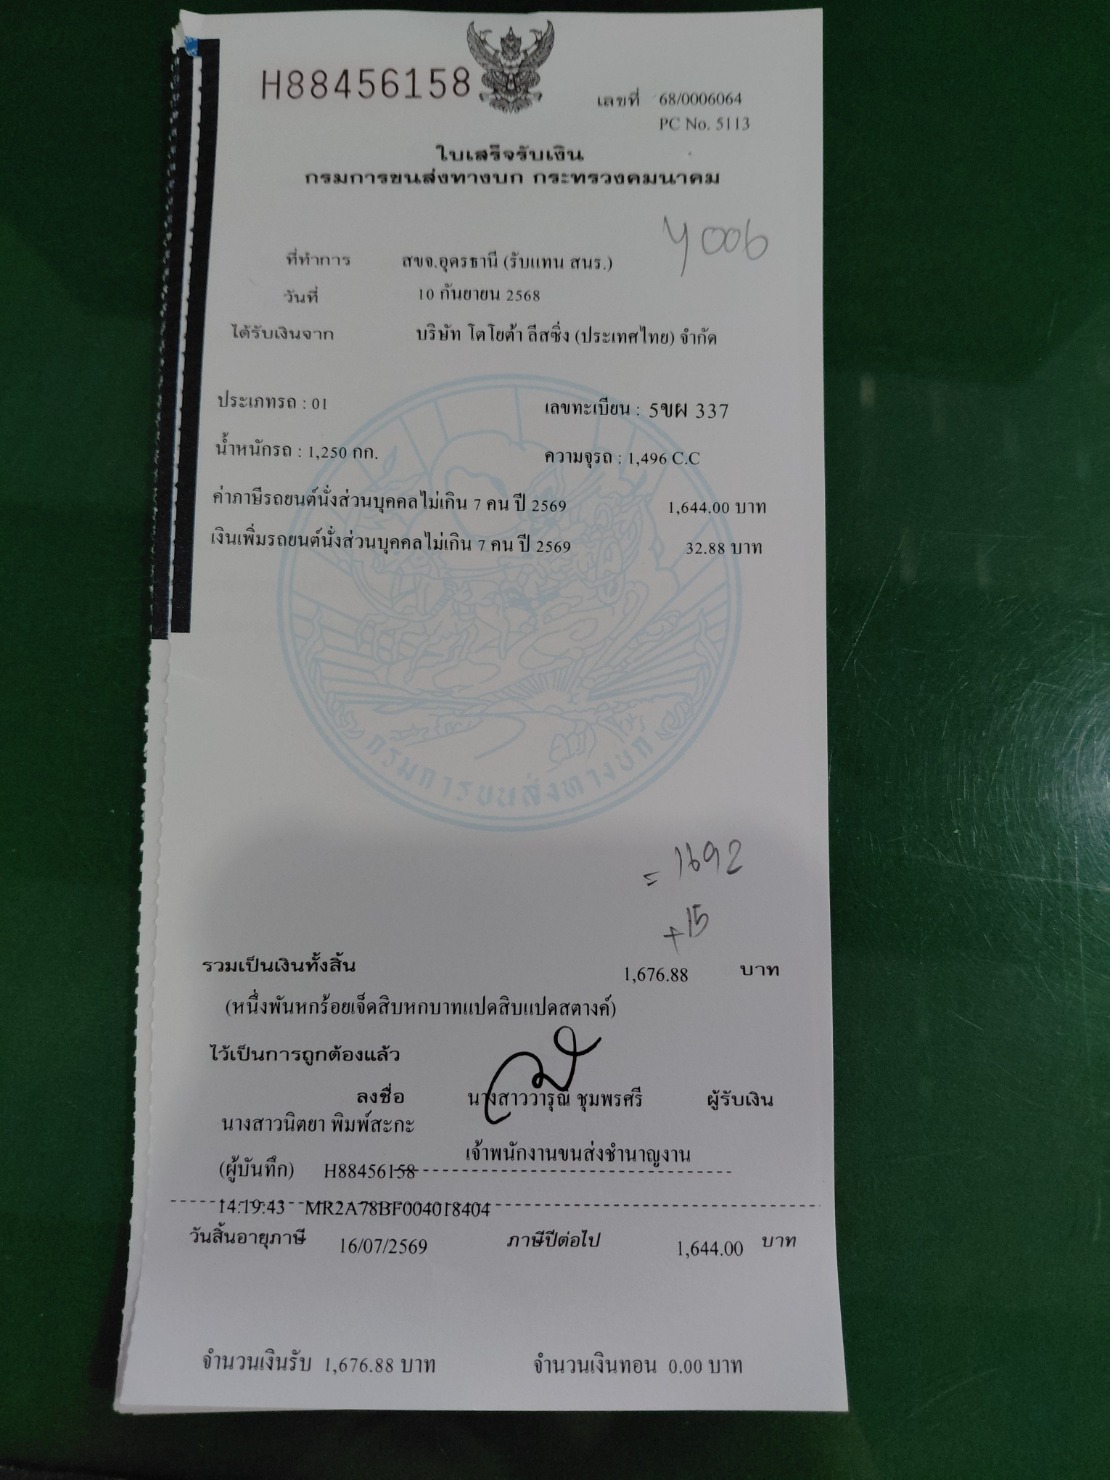 H88456158
เลขที่ 68/0006064
PC No. 5113
ใบเสร็จรับเงิน
กรมการขนส่งทางบก กระทรวงคมนาคม
y 006
ที่ทำการ สขจ.อุดรธานี (รับแทน สนร.)
วันที่ 10 กันยายน 2568
ได้รับเงินจาก บริษัท โตโยต้า ลีสซิ่ง (ประเทศไทย) จำกัด
ประเภทรถ : 01 เลขทะเบียน : 5ขผ 337
น้ำหนักรถ : 1,250 กก. ความจุรถ : 1,496 C.C
ค่าภาษีรถยนต์นั่งส่วนบุคคลไม่เกิน 7 คน ปี 2569 1,644.00 บาท
เงินเพิ่มรถยนต์นั่งส่วนบุคคลไม่เกิน 7 คน ปี 2569 32.88 บาท
กรมการขนส่งทางบก
= 1692
+15
รวมเป็นเงินทั้งสิ้น 1,676.88 บาท
(หนึ่งพันหกร้อยเจ็ดสิบหกบาทแปดสิบแปดสตางค์)
ไว้เป็นการถูกต้องแล้ว
ลงชื่อ นางสาววารุณี ชุมพรศรี ผู้รับเงิน
นางสาวนิตยา พิมพ์สะกะ
เจ้าพนักงานขนส่งชำนาญงาน
(ผู้บันทึก) H88456158
14:19:43 MR2A78BF004018404
วันสิ้นอายุภาษี 16/07/2569 ภาษีปีต่อไป 1,644.00 บาท
จำนวนเงินรับ 1,676.88 บาท จำนวนเงินทอน 0.00 บาท